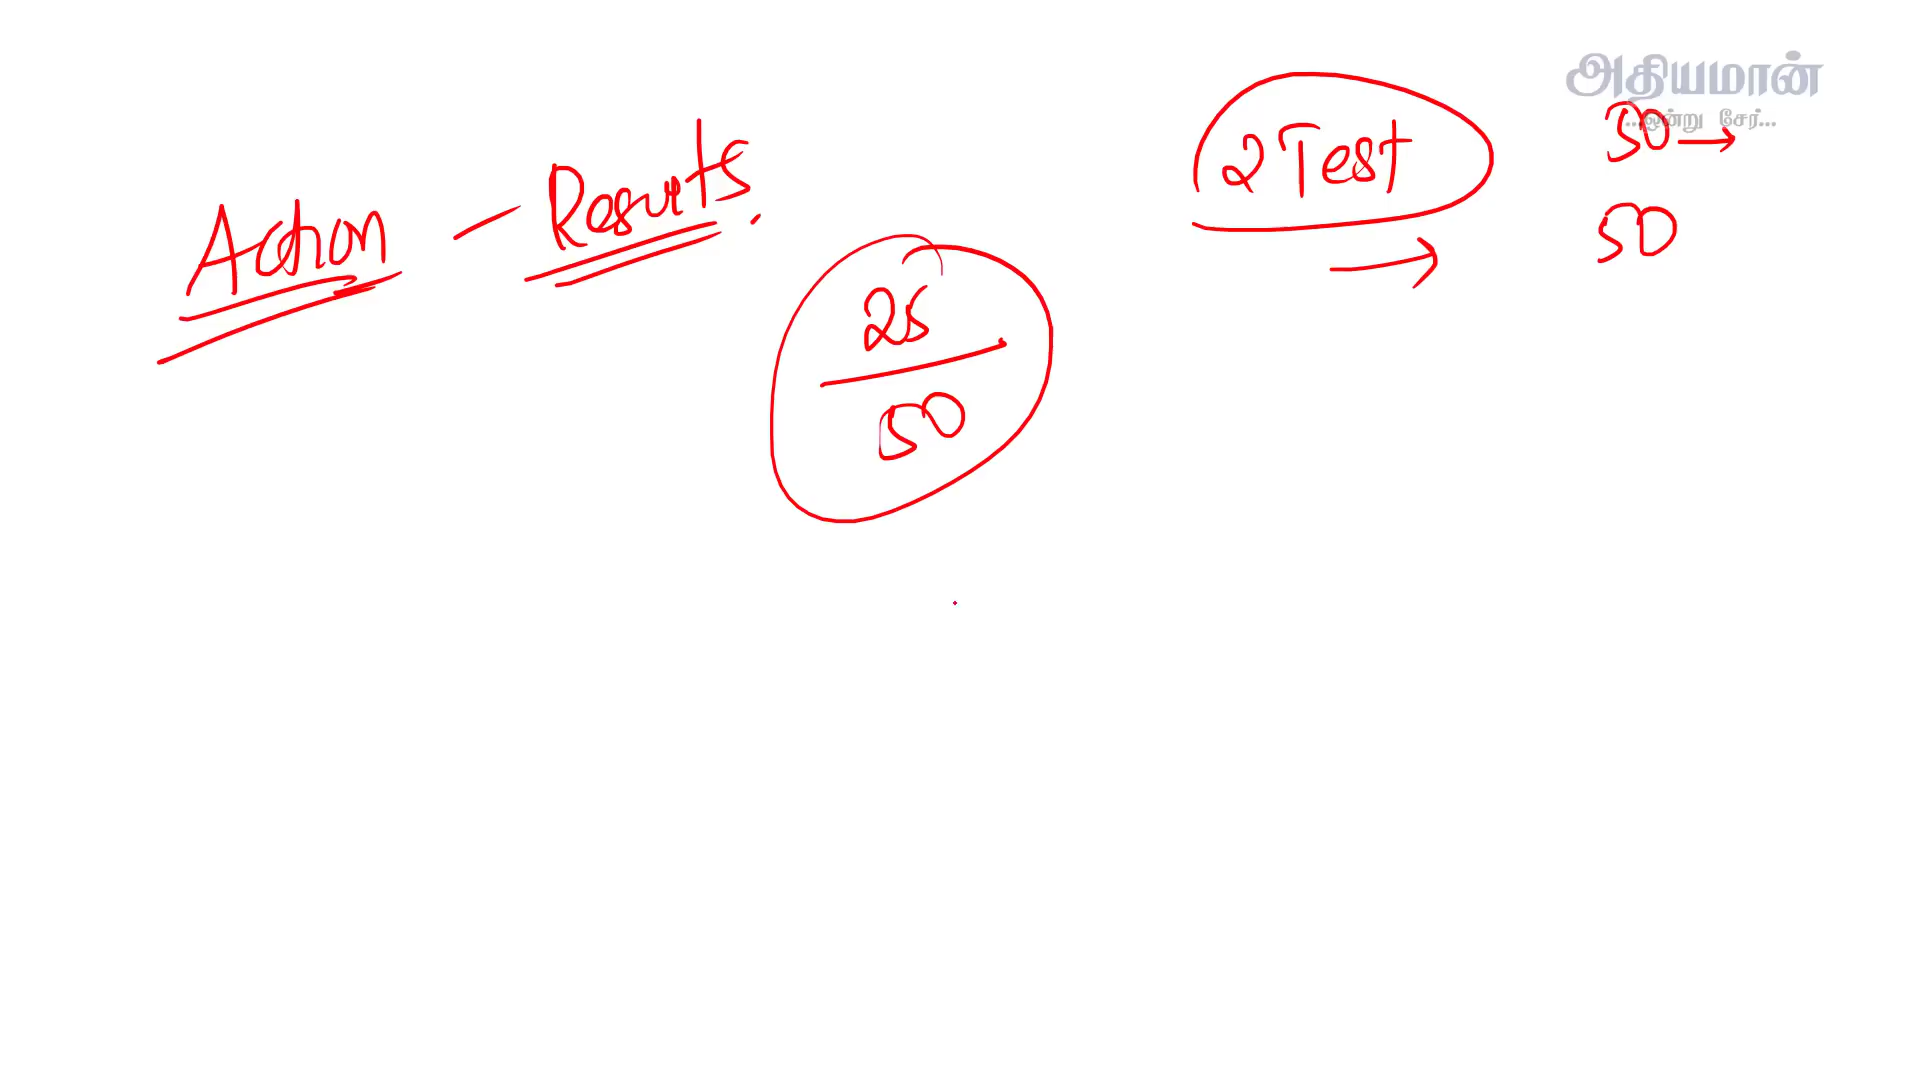 Action - Results.
2 Test
25
50
அதியமான்
...ஒன்று சேர்...
30 →
50